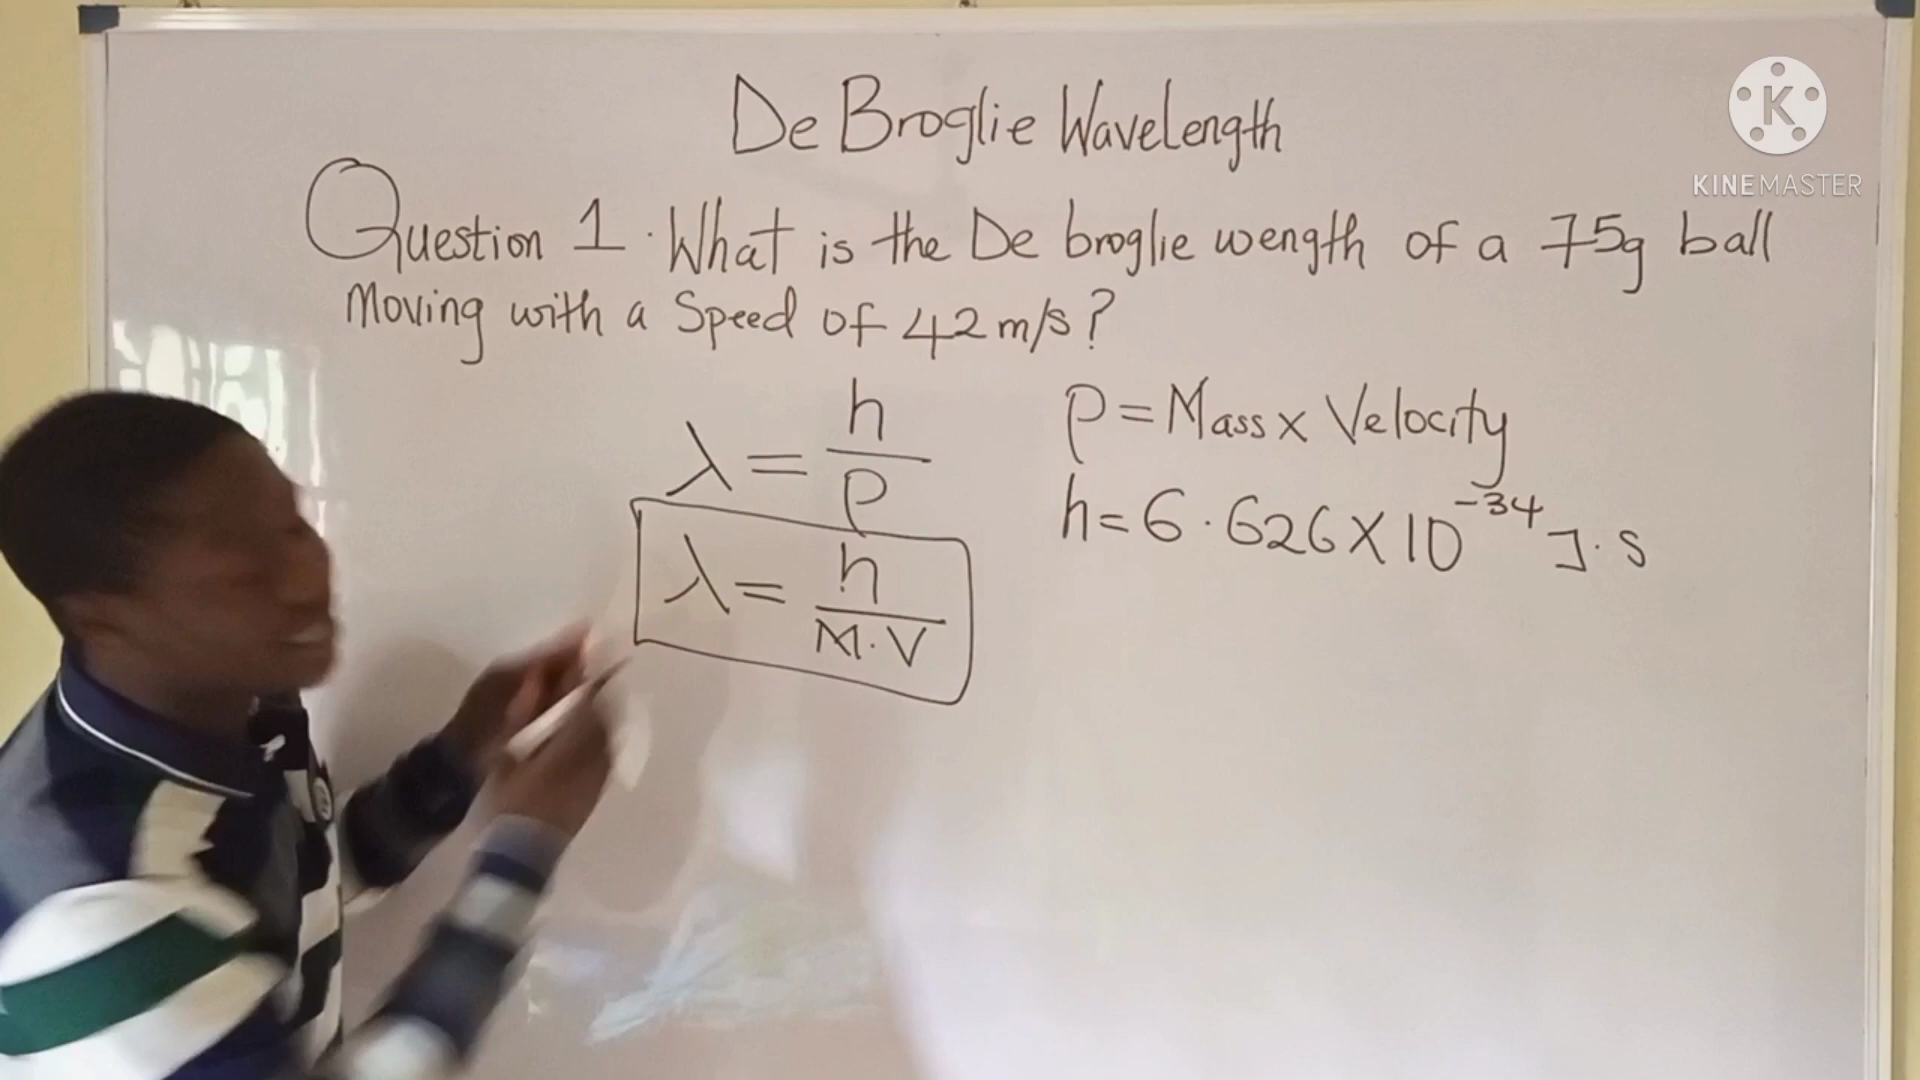 De Broglie Wavelength
Question 1. What is the De broglie wength of a 75g ball
Moving with a Speed of 42 m/s?
λ = h/P
P = Mass x Velocity
h = 6.626 X 10⁻³⁴ J.s
λ = h/M.V
K
KINEMASTER